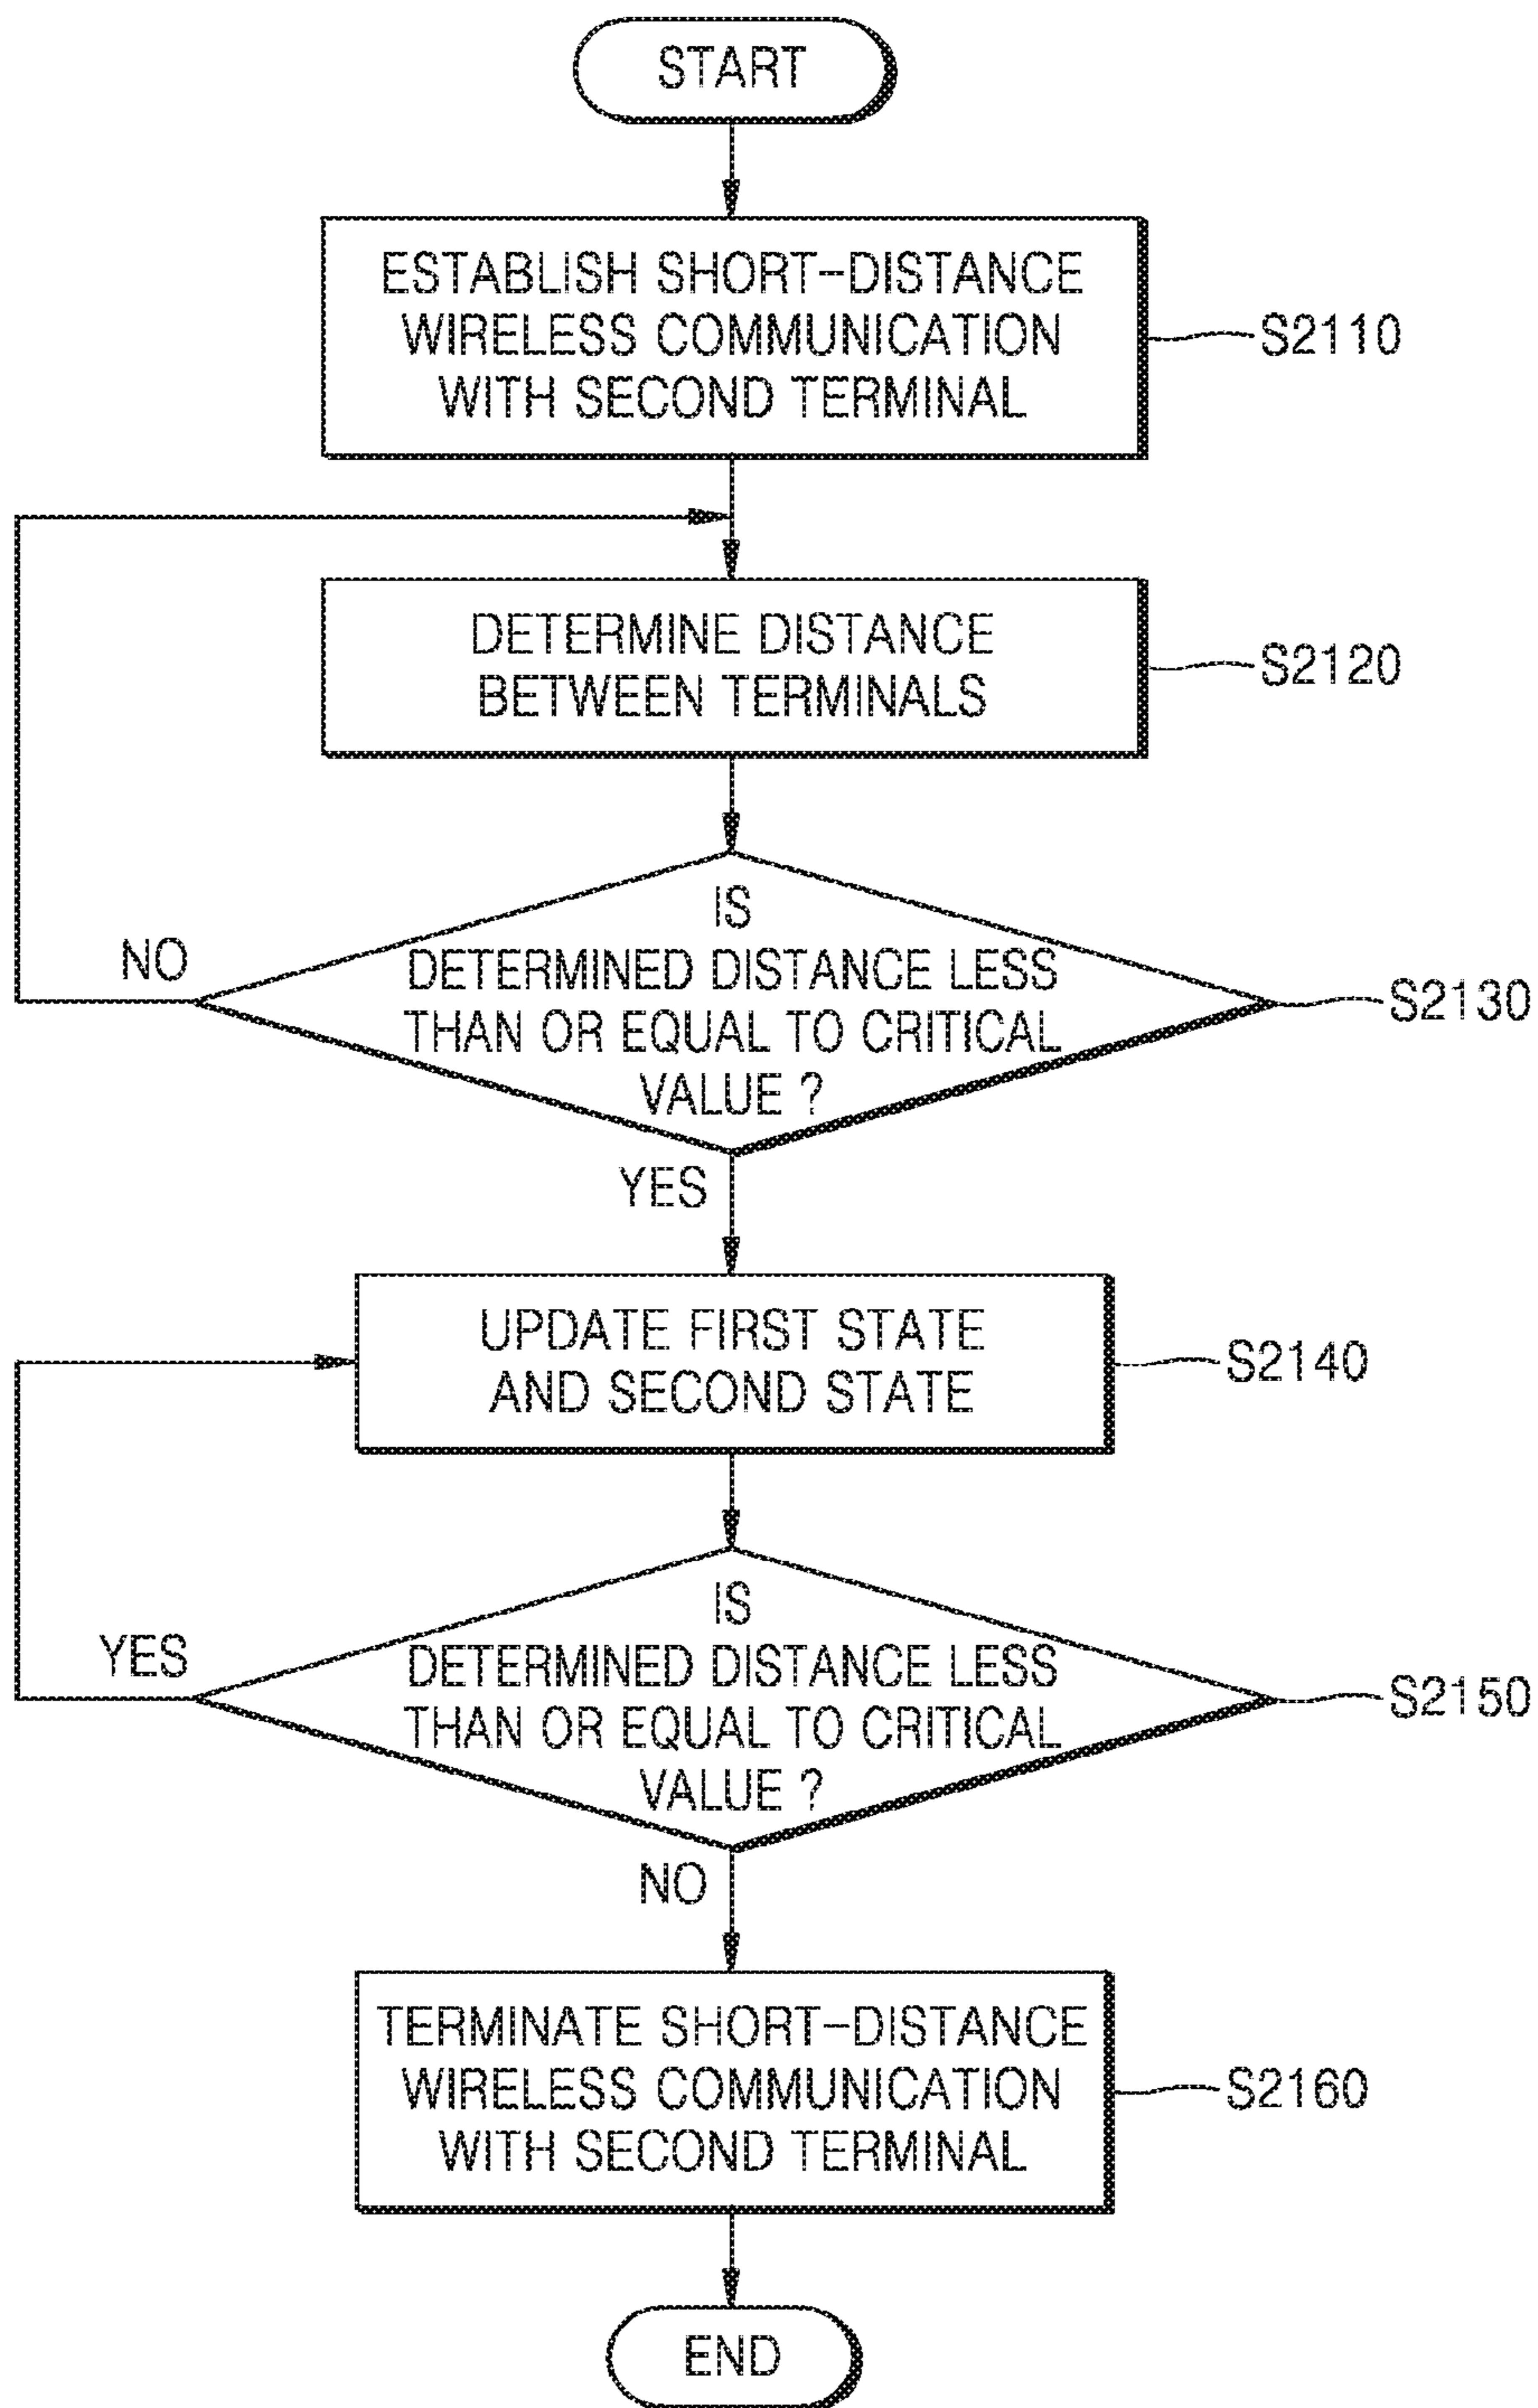 START
ESTABLISH SHORT-DISTANCE
WIRELESS COMMUNICATION
WITH SECOND TERMINAL
S2110
DETERMINE DISTANCE
BETWEEN TERMINALS
S2120
IS
DETERMINED DISTANCE LESS
THAN OR EQUAL TO CRITICAL
VALUE ?
NO
S2130
YES
UPDATE FIRST STATE
AND SECOND STATE
S2140
IS
DETERMINED DISTANCE LESS
THAN OR EQUAL TO CRITICAL
VALUE ?
YES
S2150
NO
TERMINATE SHORT-DISTANCE
WIRELESS COMMUNICATION
WITH SECOND TERMINAL
S2160
END